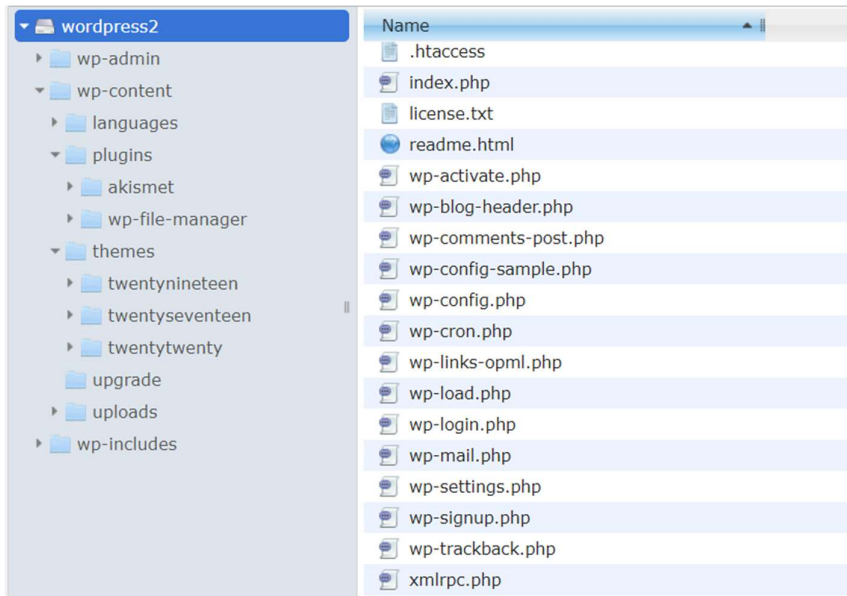 wordpress2
wp-admin
wp-content
languages
plugins
akismet
wp-file-manager
themes
twentynineteen
twentyseventeen
twentytwenty
upgrade
uploads
wp-includes
Name
.htaccess
index.php
license.txt
readme.html
wp-activate.php
wp-blog-header.php
wp-comments-post.php
wp-config-sample.php
wp-config.php
wp-cron.php
wp-links-opml.php
wp-load.php
wp-login.php
wp-mail.php
wp-settings.php
wp-signup.php
wp-trackback.php
xmlrpc.php